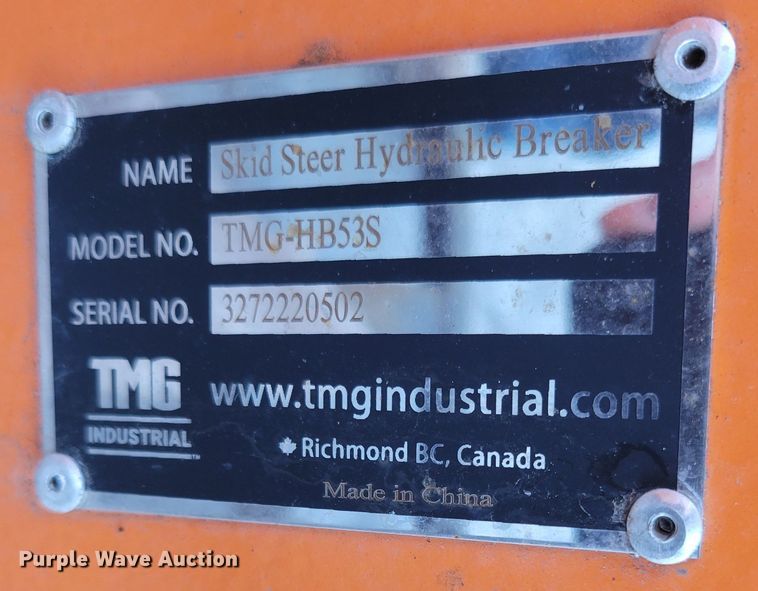 NAME Skid Steer Hydraulic Breaker
MODEL NO. TMG-HB53S
SERIAL NO. 3272220502
TMG
INDUSTRIAL™
www.tmgindustrial.com
Richmond BC, Canada
Made in China
Purple Wave Auction